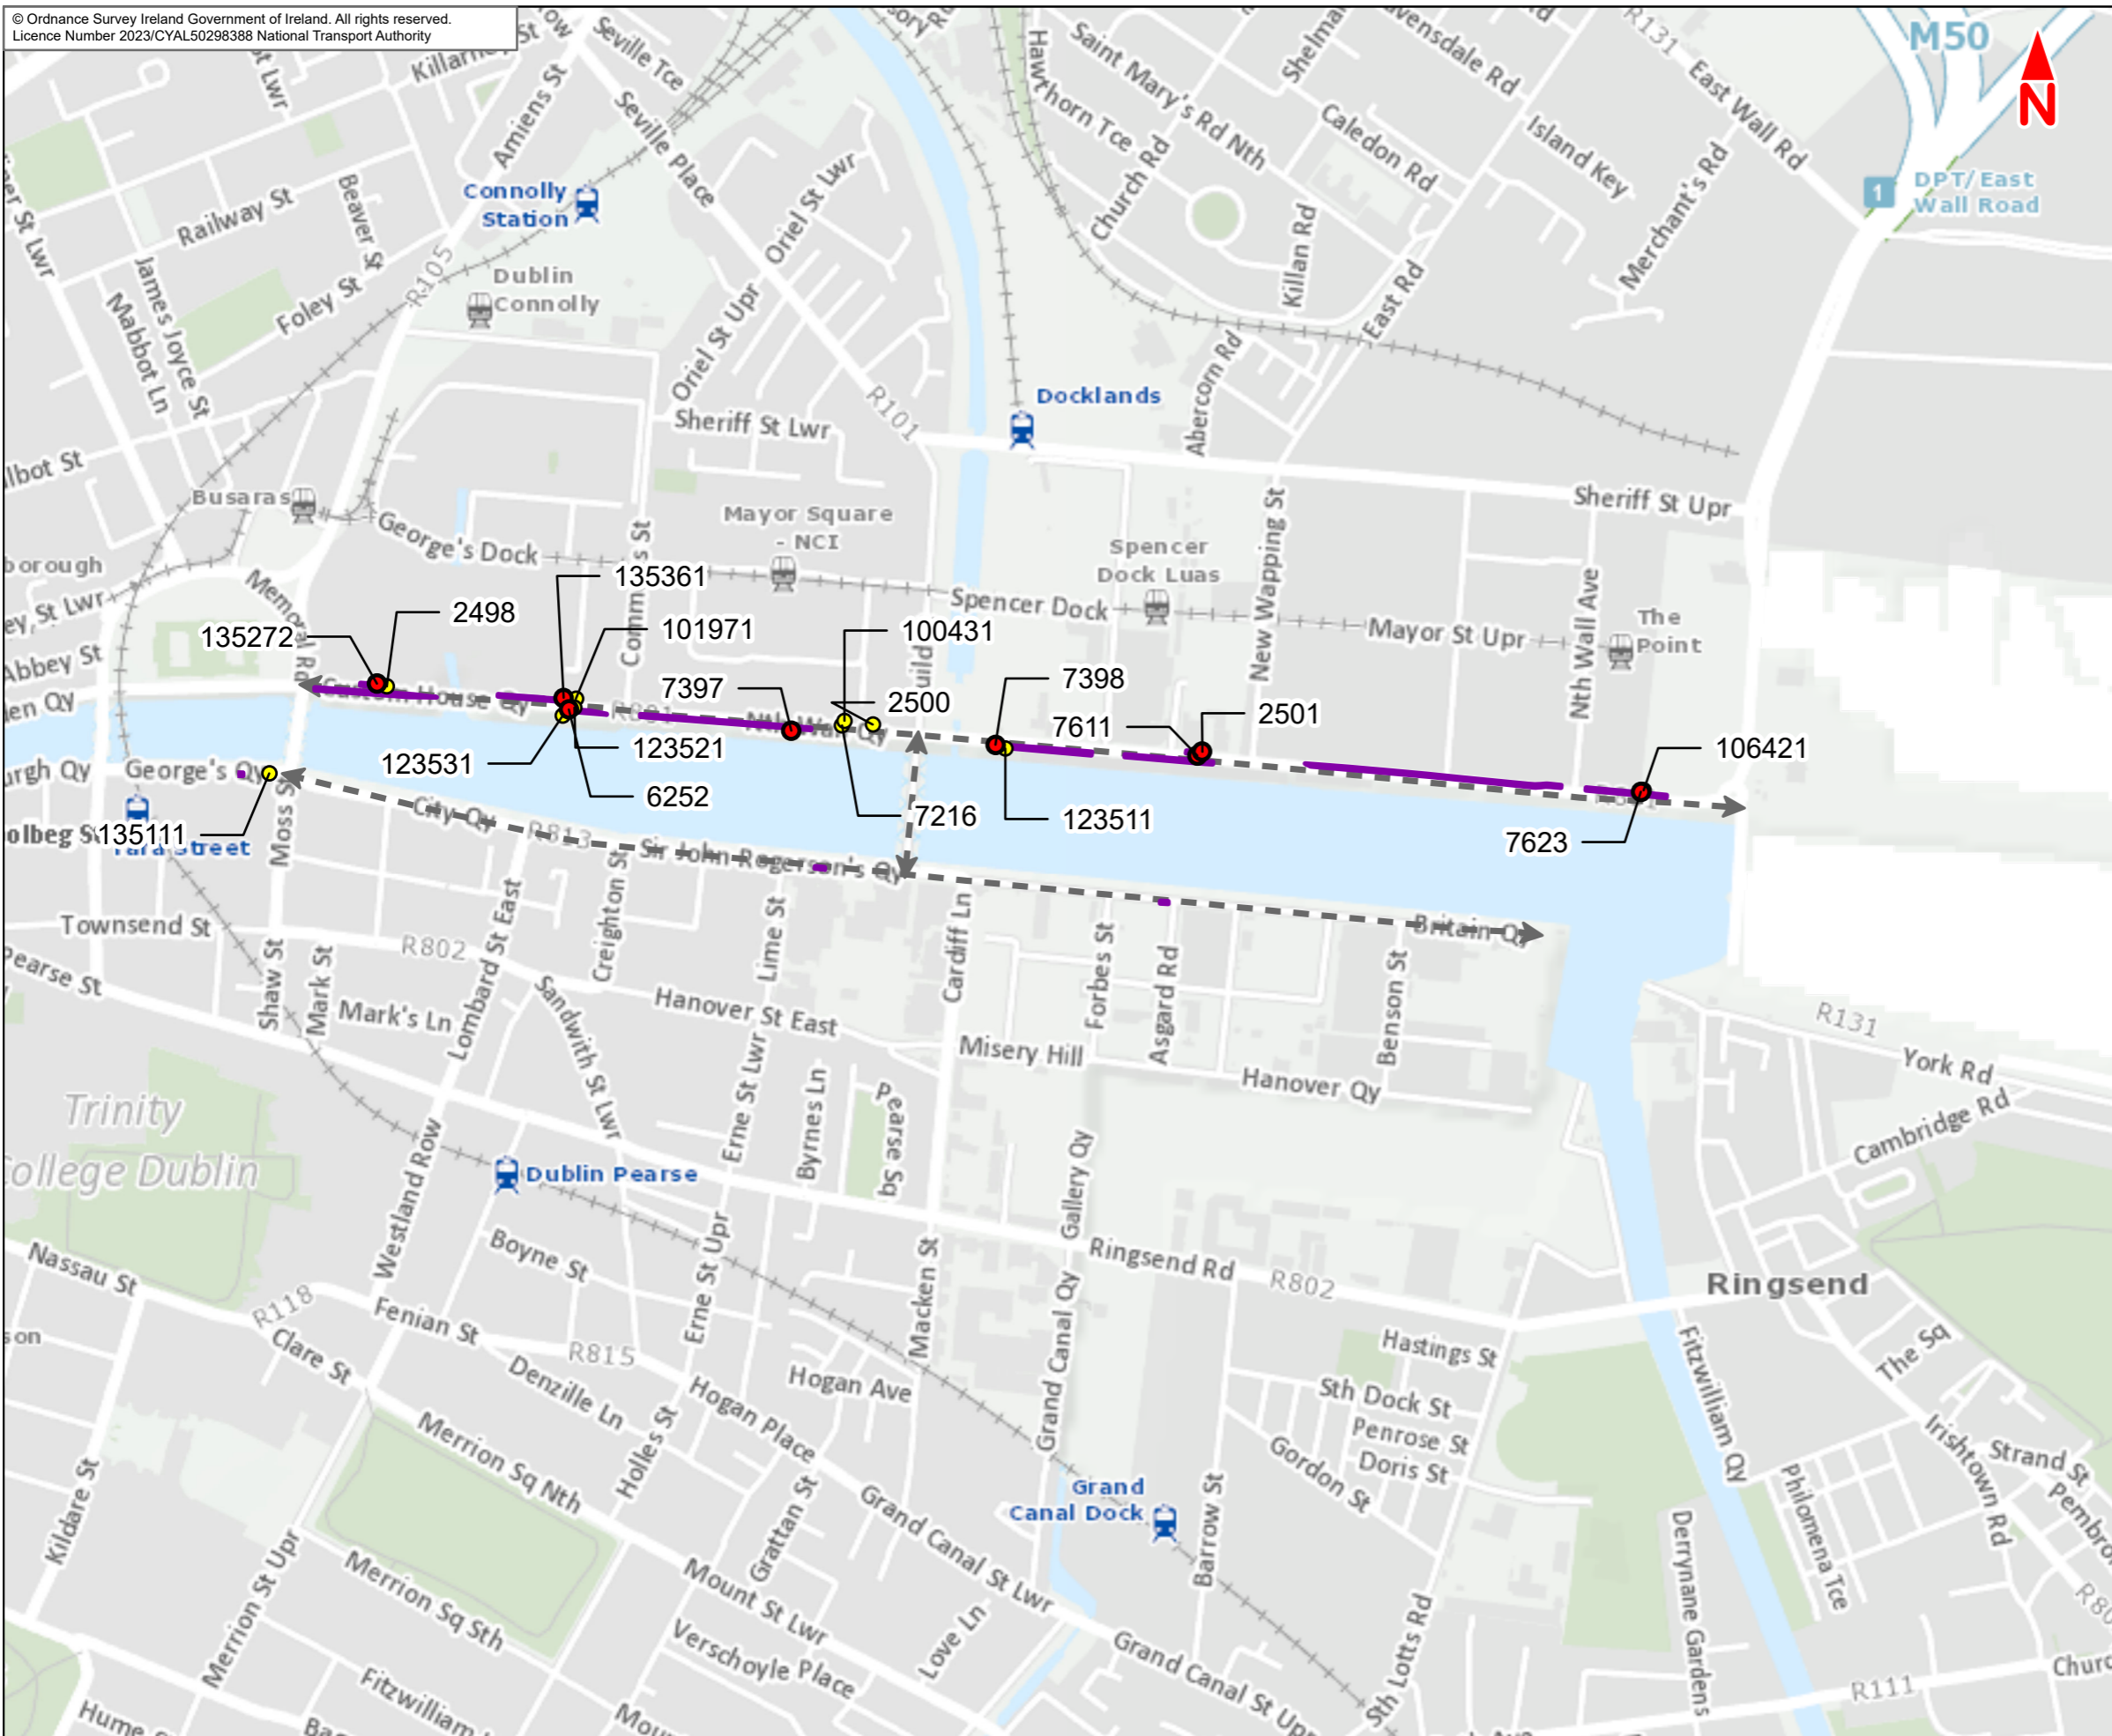 © Ordnance Survey Ireland Government of Ireland. All rights reserved.
Licence Number 2023/CYAL50298388 National Transport Authority
M50
N
1
DPT/East
Wall Road
R131
East Wall Rd
Island Key
Merchant's Rd
Caledon Rd
Saint Mary's Rd Nth
Hawthorn Tce
Church Rd
Killan Rd
East Rd
Abercorn Rd
Seville Tce
Seville Place
Amiens St
Connolly
Station
Dublin
Connolly
Railway St
Beaver St
Foley St
James Joyce St
Mabbot Ln
R105
Oriel St Lwr
Oriel St Upr
R101
Sheriff St Lwr
Docklands
Sheriff St Upr
Busaras
George's Dock
Mayor Square
- NCI
Spencer
Dock Luas
Spencer Dock
New Wapping St
Mayor St Upr
Nth Wall Ave
The
Point
Memorial Rd
Abbey St
135361
2498
101971
135272
100431
7397
2500
7398
7611
2501
106421
Custom House Qy
R801
Nth Wall Qy
123531
123521
6252
7216
123511
7623
George's Qy
135111
Tara Street
Moss St
City Qy
R813
Sir John Rogerson's Qy
Britain Qy
Townsend St
R802
Shaw St
Mark St
Mark's Ln
Lombard St East
Creighton St
Lime St
Cardiff Ln
Forbes St
Asgard Rd
Benson St
Sandwith St Lwr
Hanover St East
Misery Hill
Hanover Qy
Pearse St
Erne St Lwr
Byrnes Ln
Pearse Sq
R131
York Rd
Cambridge Rd
Trinity
College Dublin
Westland Row
Dublin Pearse
Gallery Qy
Boyne St
Erne St Upr
Macken St
Ringsend Rd
R802
Ringsend
Nassau St
R118
Fenian St
Clare St
R815
Denzille Ln
Hogan Ave
Hogan Place
Grand Canal Qy
Hastings St
Sth Dock St
Penrose St
Doris St
Gordon St
Fitzwilliam Qy
The Sq
Irishtown Rd
Strand St
Philomena Tce
Merrion Sq Nth
Holles St
Grattan St
Grand Canal St Lwr
Grand
Canal Dock
Barrow St
Kildare St
Merrion St Upr
Merrion Sq Sth
Mount St Lwr
Verschoyle Place
Love Ln
Grand Canal St Upr
Sth Lotts Rd
Derrynane Gardens
R111
Fitzwilliam